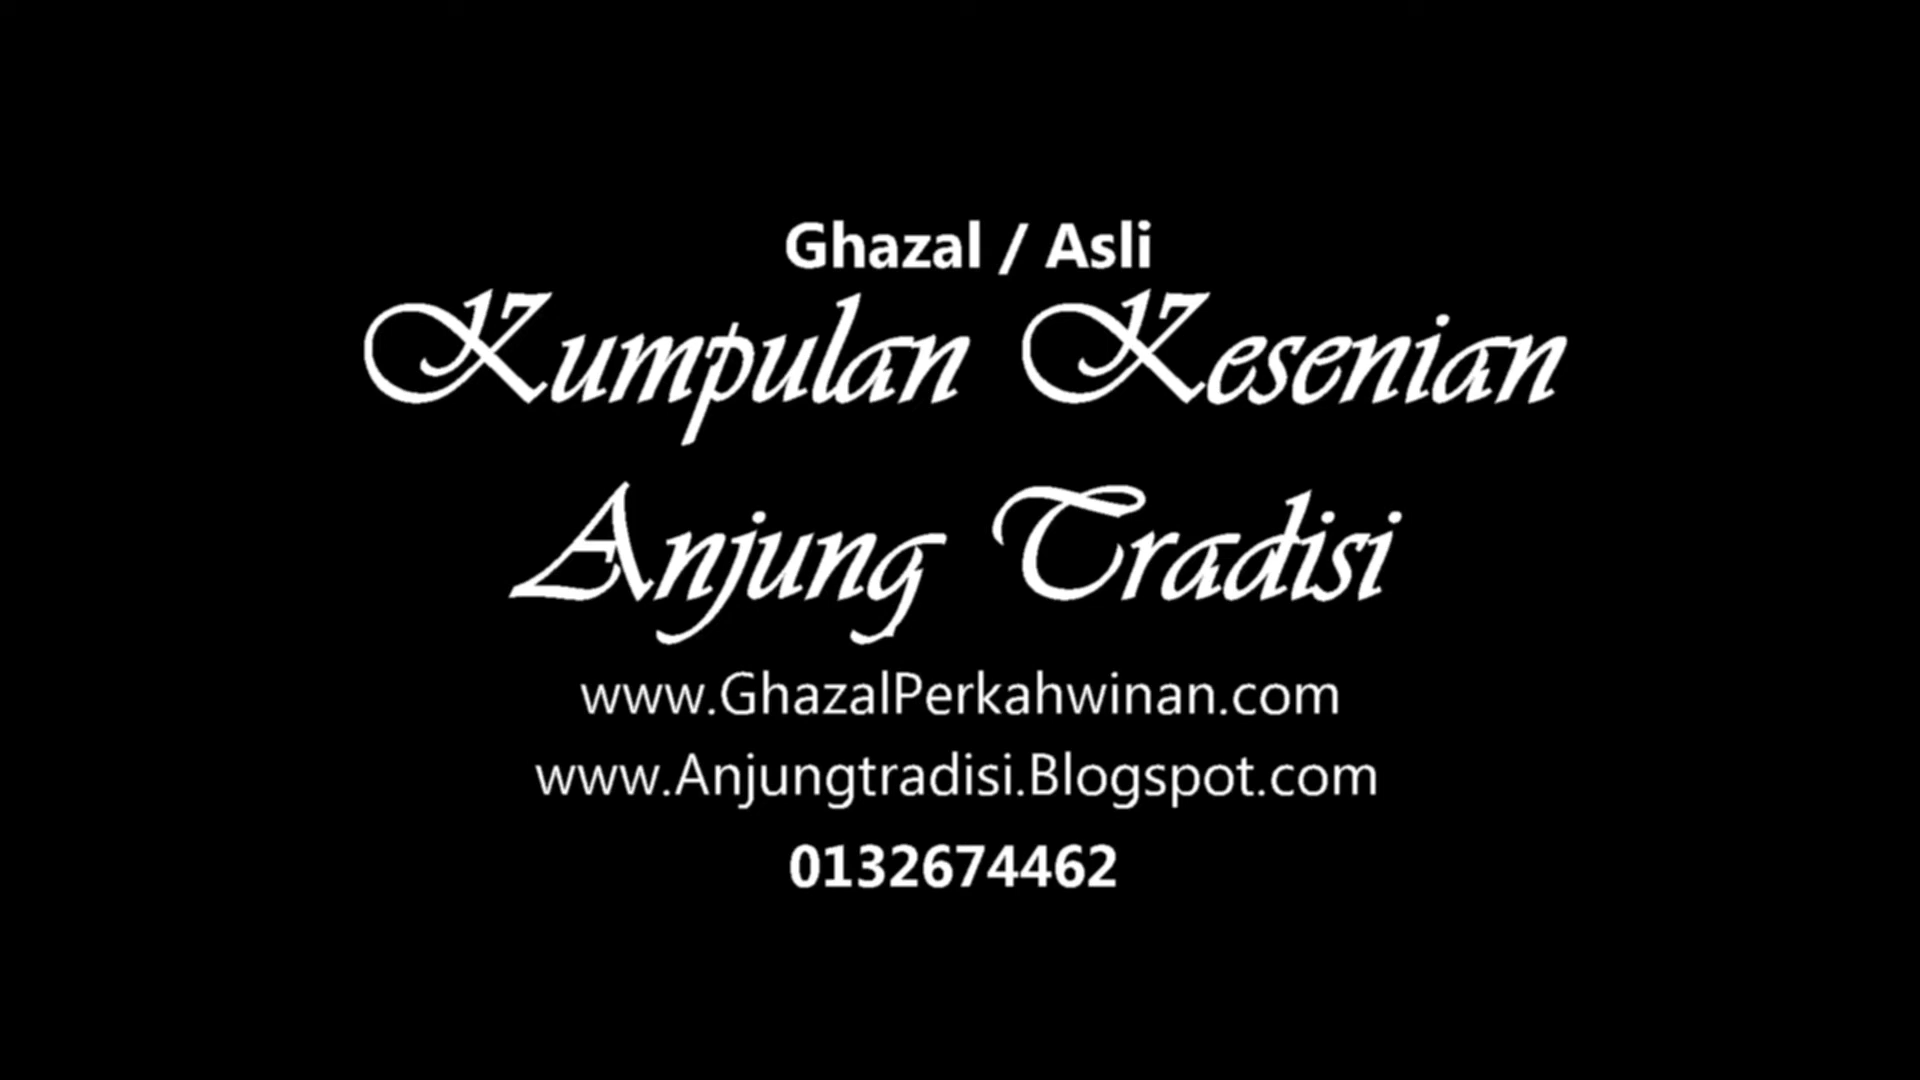 Ghazal / Asli
Kumpulan Kesenian
Anjung Tradisi
www.GhazalPerkahwinan.com
www.Anjungtradisi.Blogspot.com
0132674462